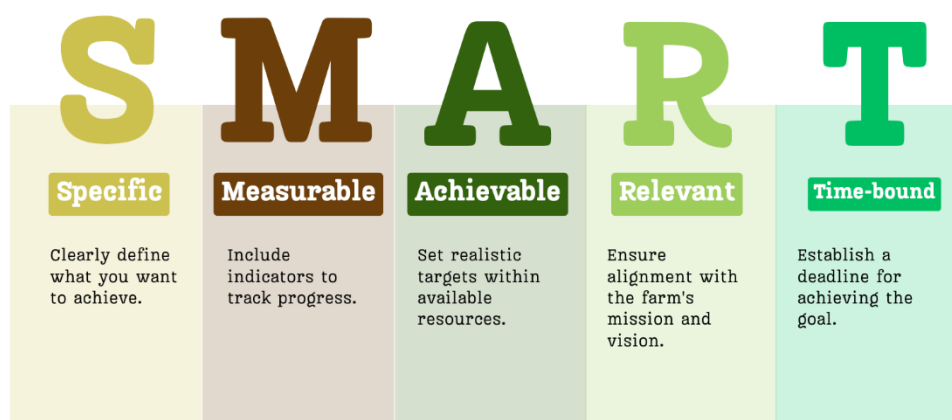 S M A R T
Specific
Clearly define
what you want
to achieve.
Measurable
Include
indicators to
track progress.
Achievable
Set realistic
targets within
available
resources.
Relevant
Ensure
alignment with
the farm's
mission and
vision.
Time-bound
Establish a
deadline for
achieving the
goal.